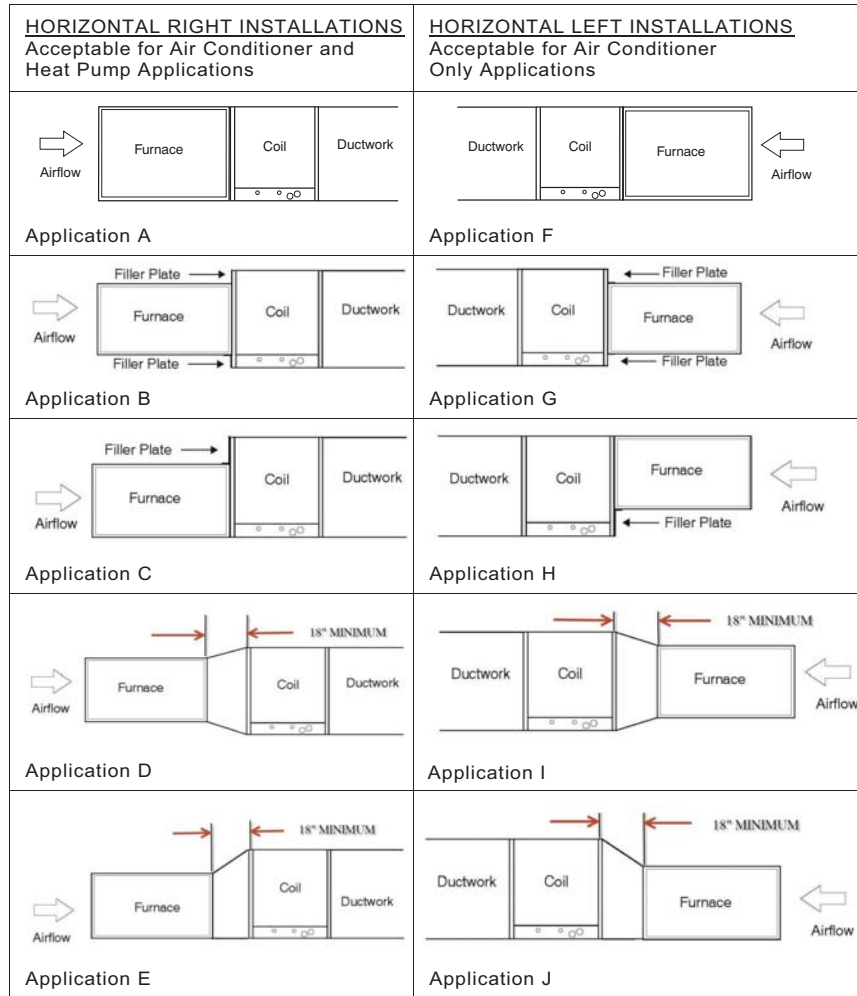 HORIZONTAL RIGHT INSTALLATIONS
Acceptable for Air Conditioner and
Heat Pump Applications
HORIZONTAL LEFT INSTALLATIONS
Acceptable for Air Conditioner
Only Applications
Airflow
Furnace
Coil
Ductwork
Application A
Ductwork
Coil
Furnace
Airflow
Application F
Filler Plate
Airflow
Furnace
Coil
Ductwork
Filler Plate
Application B
Filler Plate
Ductwork
Coil
Furnace
Airflow
Filler Plate
Application G
Filler Plate
Airflow
Furnace
Coil
Ductwork
Application C
Ductwork
Coil
Furnace
Airflow
Filler Plate
Application H
18" MINIMUM
Airflow
Furnace
Coil
Ductwork
Application D
18" MINIMUM
Ductwork
Coil
Furnace
Airflow
Application I
18" MINIMUM
Airflow
Furnace
Coil
Ductwork
Application E
18" MINIMUM
Ductwork
Coil
Furnace
Airflow
Application J